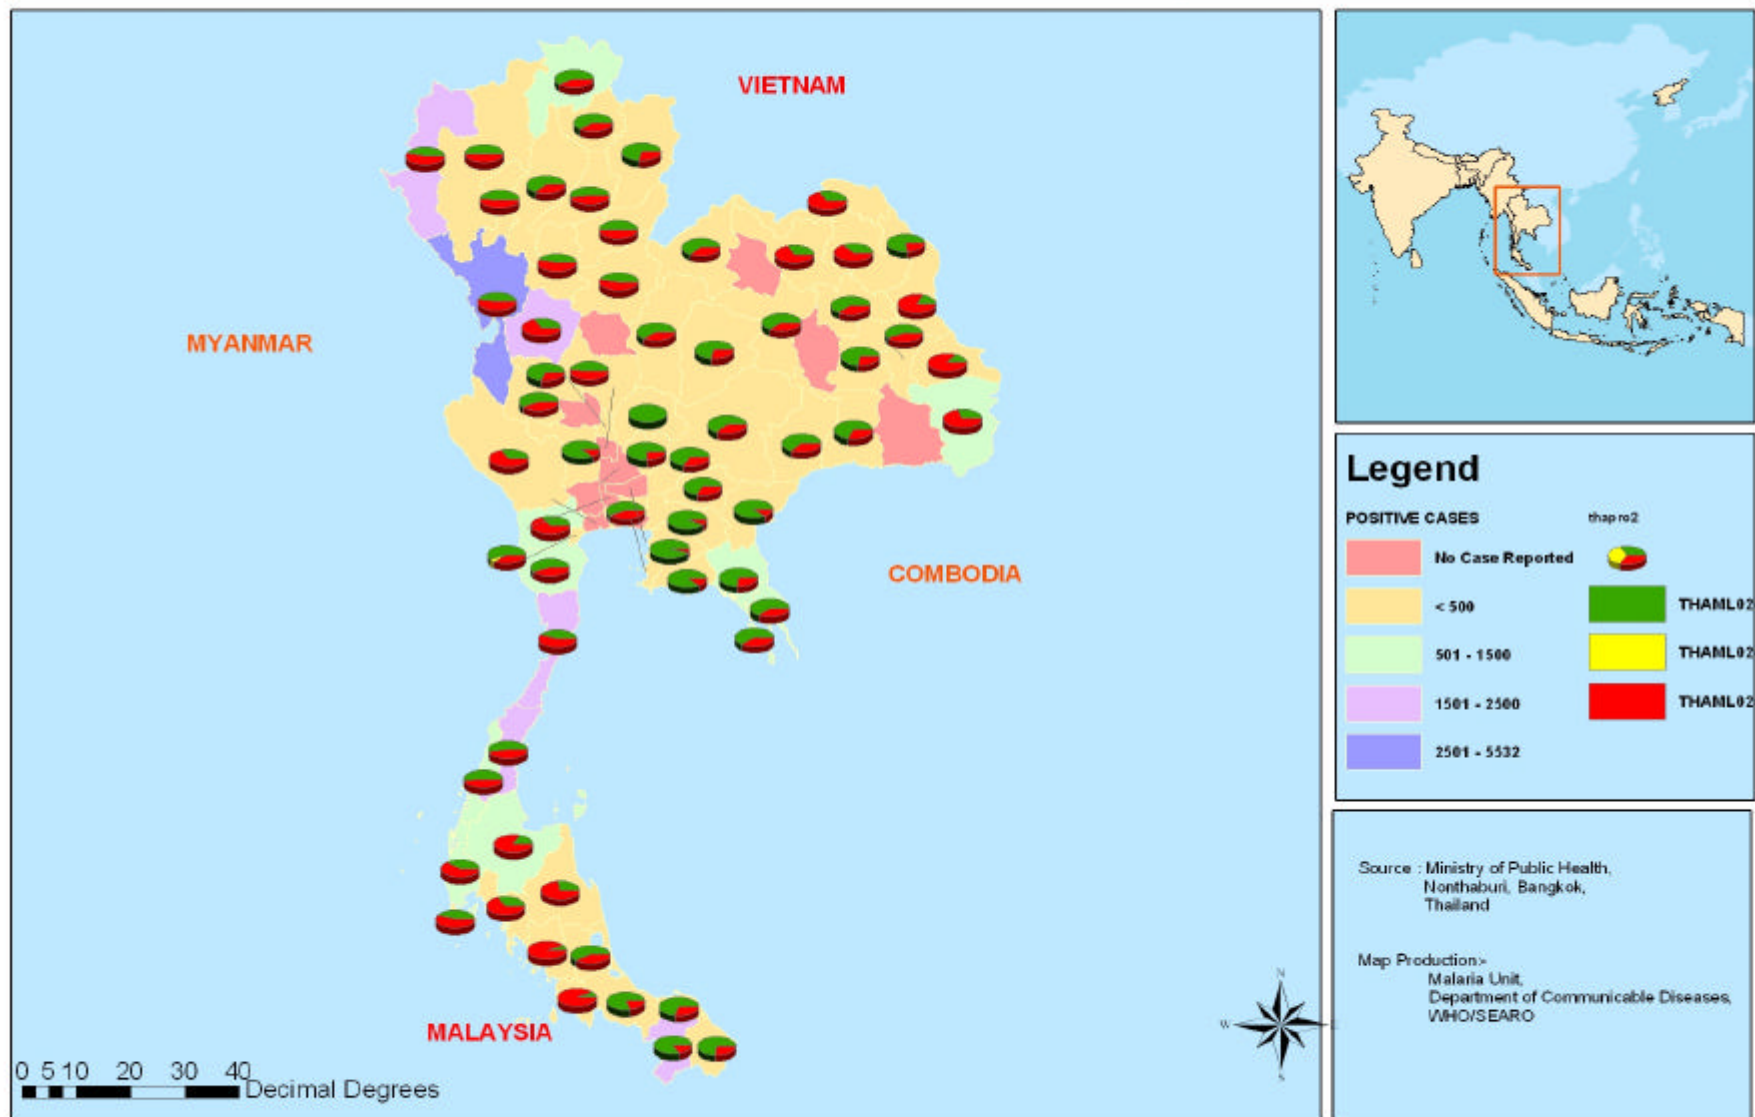 VIETNAM
MYANMAR
COMBODIA
MALAYSIA
0 5 10 20 30 40
Decimal Degrees
N
W
E
S
Legend
POSITIVE CASES
thapro2
No Case Reported
< 500
THAML02
501 - 1500
THAML02
1501 - 2500
THAML02
2501 - 5532
Source : Ministry of Public Health,
Nonthaburi, Bangkok,
Thailand
Map Production:-
Malaria Unit,
Department of Communicable Diseases,
WHO/SEARO